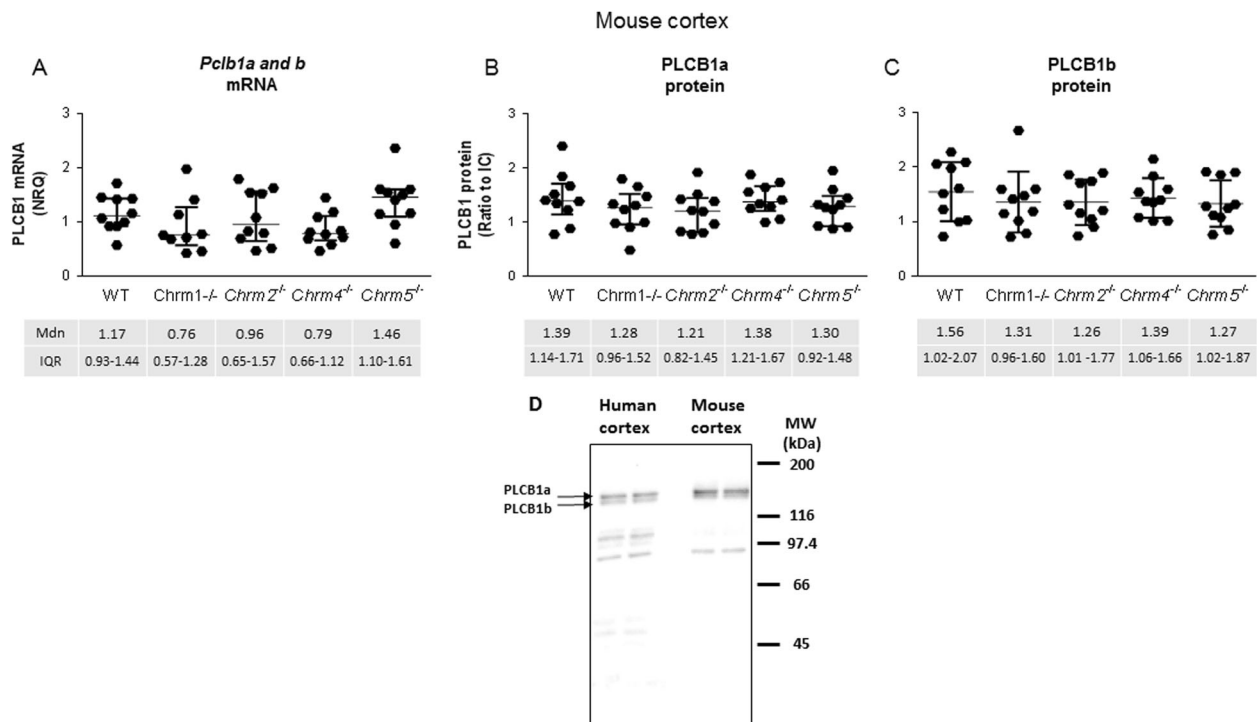 Mouse cortex
A
Pclb1a and b
mRNA
PLCB1 mRNA
(NRQ)
3
2
1
0
WT Chrm1-/- Chrm2-/- Chrm4-/- Chrm5-/-
Mdn 1.17 0.76 0.96 0.79 1.46
IQR 0.93-1.44 0.57-1.28 0.65-1.57 0.66-1.12 1.10-1.61
B
PLCB1a
protein
PLCB1 protein
(Ratio to IC)
3
2
1
0
WT Chrm1-/- Chrm2-/- Chrm4-/- Chrm5-/-
1.39 1.28 1.21 1.38 1.30
1.14-1.71 0.96-1.52 0.82-1.45 1.21-1.67 0.92-1.48
C
PLCB1b
protein
3
2
1
0
WT Chrm1-/- Chrm2-/- Chrm4-/- Chrm5-/-
1.56 1.31 1.26 1.39 1.27
1.02-2.07 0.96-1.60 1.01 -1.77 1.06-1.66 1.02-1.87
D
Human
cortex
Mouse
cortex
MW
(kDa)
PLCB1a
PLCB1b
200
116
97.4
66
45